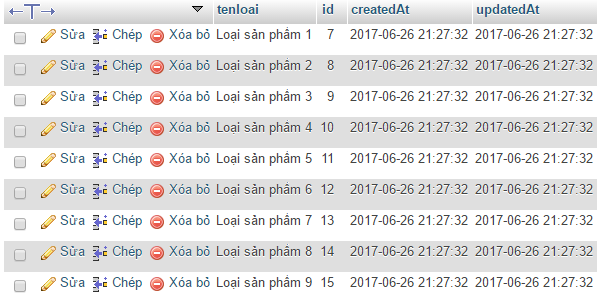 tenloai id createdAt updatedAt
Sửa Chép Xóa bỏ Loại sản phẩm 1 7 2017-06-26 21:27:32 2017-06-26 21:27:32
Sửa Chép Xóa bỏ Loại sản phẩm 2 8 2017-06-26 21:27:32 2017-06-26 21:27:32
Sửa Chép Xóa bỏ Loại sản phẩm 3 9 2017-06-26 21:27:32 2017-06-26 21:27:32
Sửa Chép Xóa bỏ Loại sản phẩm 4 10 2017-06-26 21:27:32 2017-06-26 21:27:32
Sửa Chép Xóa bỏ Loại sản phẩm 5 11 2017-06-26 21:27:32 2017-06-26 21:27:32
Sửa Chép Xóa bỏ Loại sản phẩm 6 12 2017-06-26 21:27:32 2017-06-26 21:27:32
Sửa Chép Xóa bỏ Loại sản phẩm 7 13 2017-06-26 21:27:32 2017-06-26 21:27:32
Sửa Chép Xóa bỏ Loại sản phẩm 8 14 2017-06-26 21:27:32 2017-06-26 21:27:32
Sửa Chép Xóa bỏ Loại sản phẩm 9 15 2017-06-26 21:27:32 2017-06-26 21:27:32